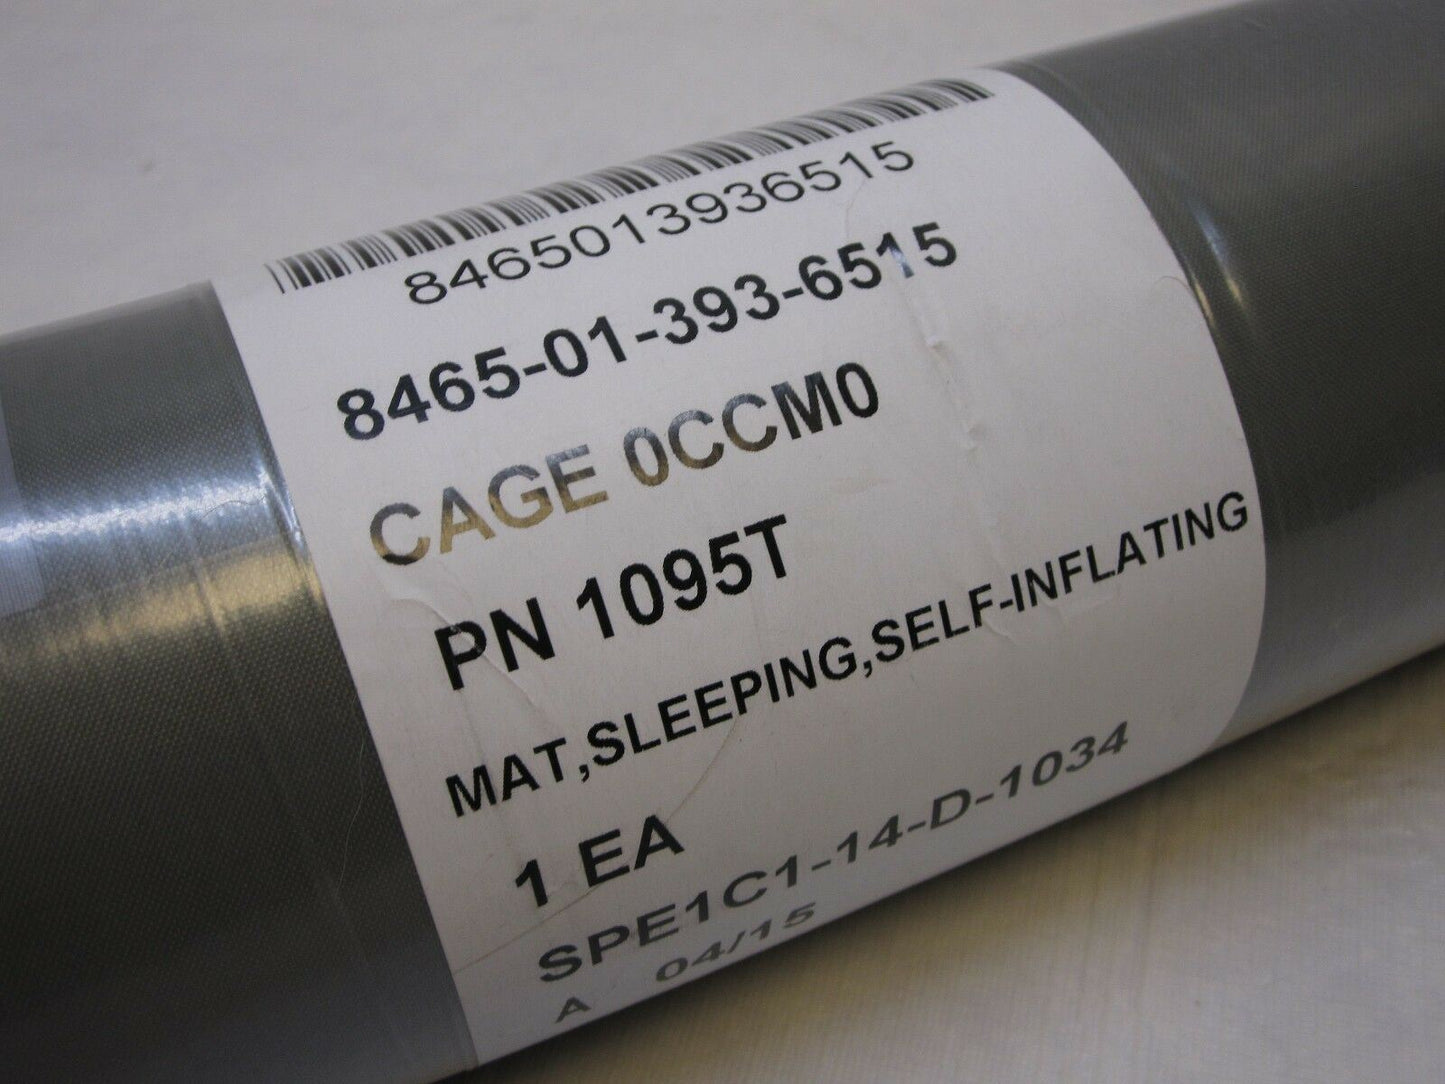 8465013936515
8465-01-393-6515
CAGE 0CCM0
PN 1095T
MAT,SLEEPING,SELF-INFLATING
1 EA
SPE1C1-14-D-1034
A 04/15